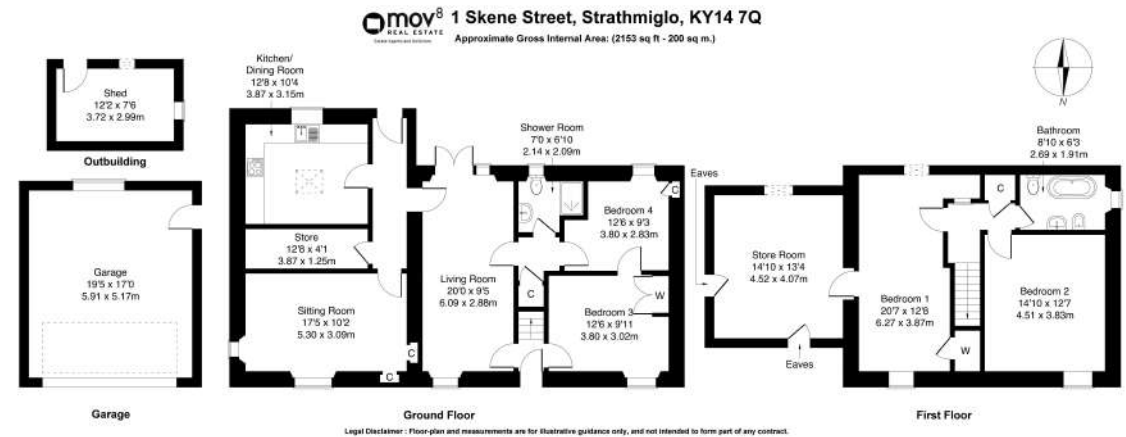 mov8
REAL ESTATE
Estate Agents and Solicitors
1 Skene Street, Strathmiglo, KY14 7Q
Approximate Gross Internal Area: (2153 sq ft - 200 sq m.)
Shed
12'2 x 7'6
3.72 x 2.99m
Outbuilding
Garage
19'5 x 17'0
5.91 x 5.17m
Garage
Kitchen/
Dining Room
12'8 x 10'4
3.87 x 3.15m
Store
12'8 x 4'1
3.87 x 1.25m
Sitting Room
17'5 x 10'2
5.30 x 3.09m
C
C
Living Room
20'0 x 9'5
6.09 x 2.88m
Shower Room
7'0 x 6'10
2.14 x 2.09m
C
Bedroom 4
12'6 x 9'3
3.80 x 2.83m
C
Bedroom 3
12'6 x 9'11
3.80 x 3.02m
W
Ground Floor
Eaves
Store Room
14'10 x 13'4
4.52 x 4.07m
Eaves
Bedroom 1
20'7 x 12'8
6.27 x 3.87m
W
C
Bathroom
8'10 x 6'3
2.69 x 1.91m
Bedroom 2
14'10 x 12'7
4.51 x 3.83m
First Floor
N
Legal Disclaimer : Floor-plan and measurements are for illustrative guidance only, and not intended to form part of any contract.